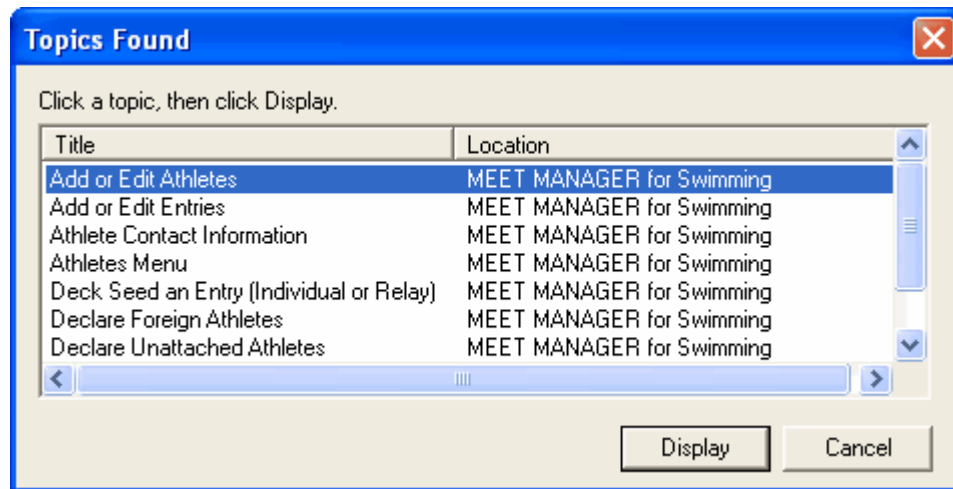 Topics Found
Click a topic, then click Display.
Title Location
Add or Edit Athletes MEET MANAGER for Swimming
Add or Edit Entries MEET MANAGER for Swimming
Athlete Contact Information MEET MANAGER for Swimming
Athletes Menu MEET MANAGER for Swimming
Deck Seed an Entry (Individual or Relay) MEET MANAGER for Swimming
Declare Foreign Athletes MEET MANAGER for Swimming
Declare Unattached Athletes MEET MANAGER for Swimming
Display Cancel